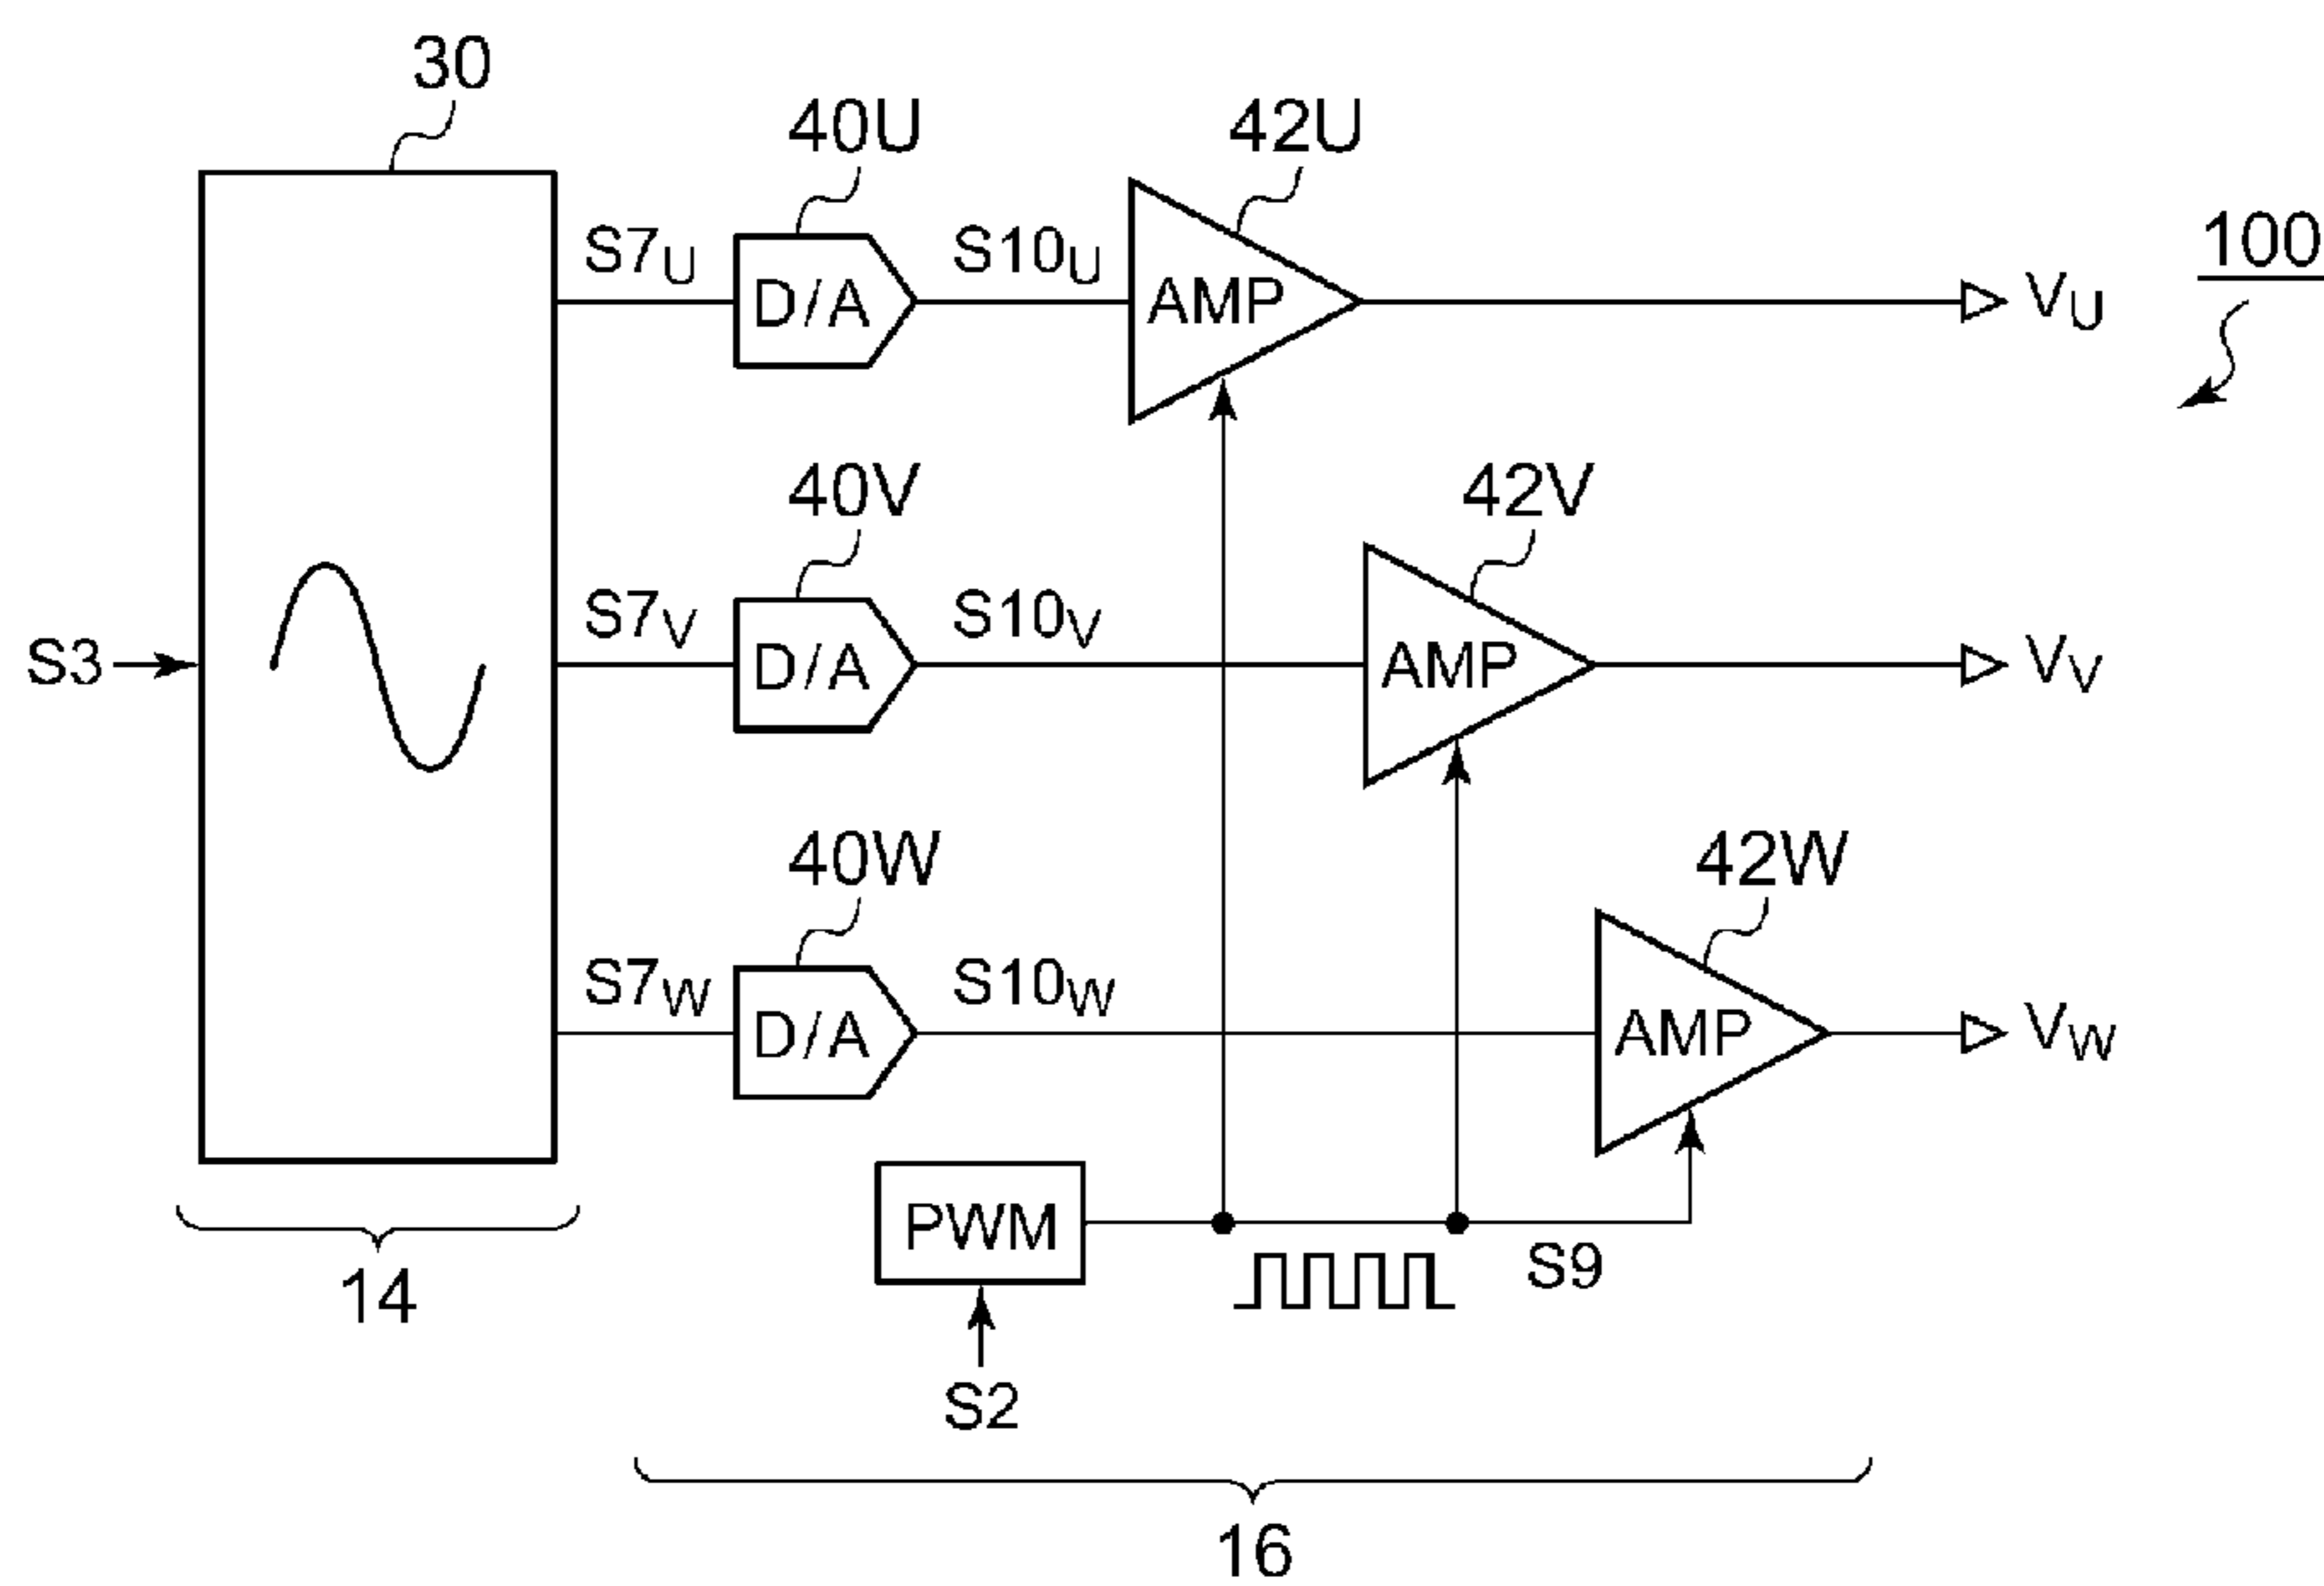 30
40U
42U
100
S7U
D/A
S10U
AMP
VU
40V
42V
S3
S7V
D/A
S10V
AMP
VV
40W
42W
S7W
D/A
S10W
AMP
VW
PWM
S9
14
S2
16